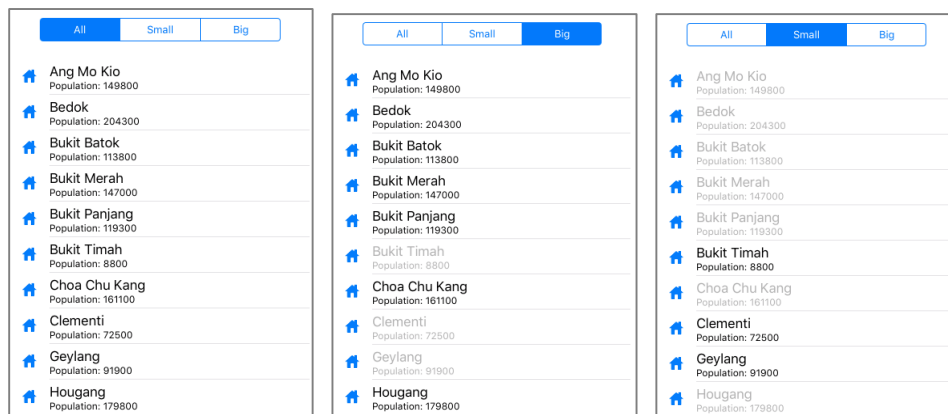 All Small Big
Ang Mo Kio
Population: 149800
Bedok
Population: 204300
Bukit Batok
Population: 113800
Bukit Merah
Population: 147000
Bukit Panjang
Population: 119300
Bukit Timah
Population: 8800
Choa Chu Kang
Population: 161100
Clementi
Population: 72500
Geylang
Population: 91900
Hougang
Population: 179800
All Small Big
Ang Mo Kio
Population: 149800
Bedok
Population: 204300
Bukit Batok
Population: 113800
Bukit Merah
Population: 147000
Bukit Panjang
Population: 119300
Bukit Timah
Population: 8800
Choa Chu Kang
Population: 161100
Clementi
Population: 72500
Geylang
Population: 91900
Hougang
Population: 179800
All Small Big
Ang Mo Kio
Population: 149800
Bedok
Population: 204300
Bukit Batok
Population: 113800
Bukit Merah
Population: 147000
Bukit Panjang
Population: 119300
Bukit Timah
Population: 8800
Choa Chu Kang
Population: 161100
Clementi
Population: 72500
Geylang
Population: 91900
Hougang
Population: 179800